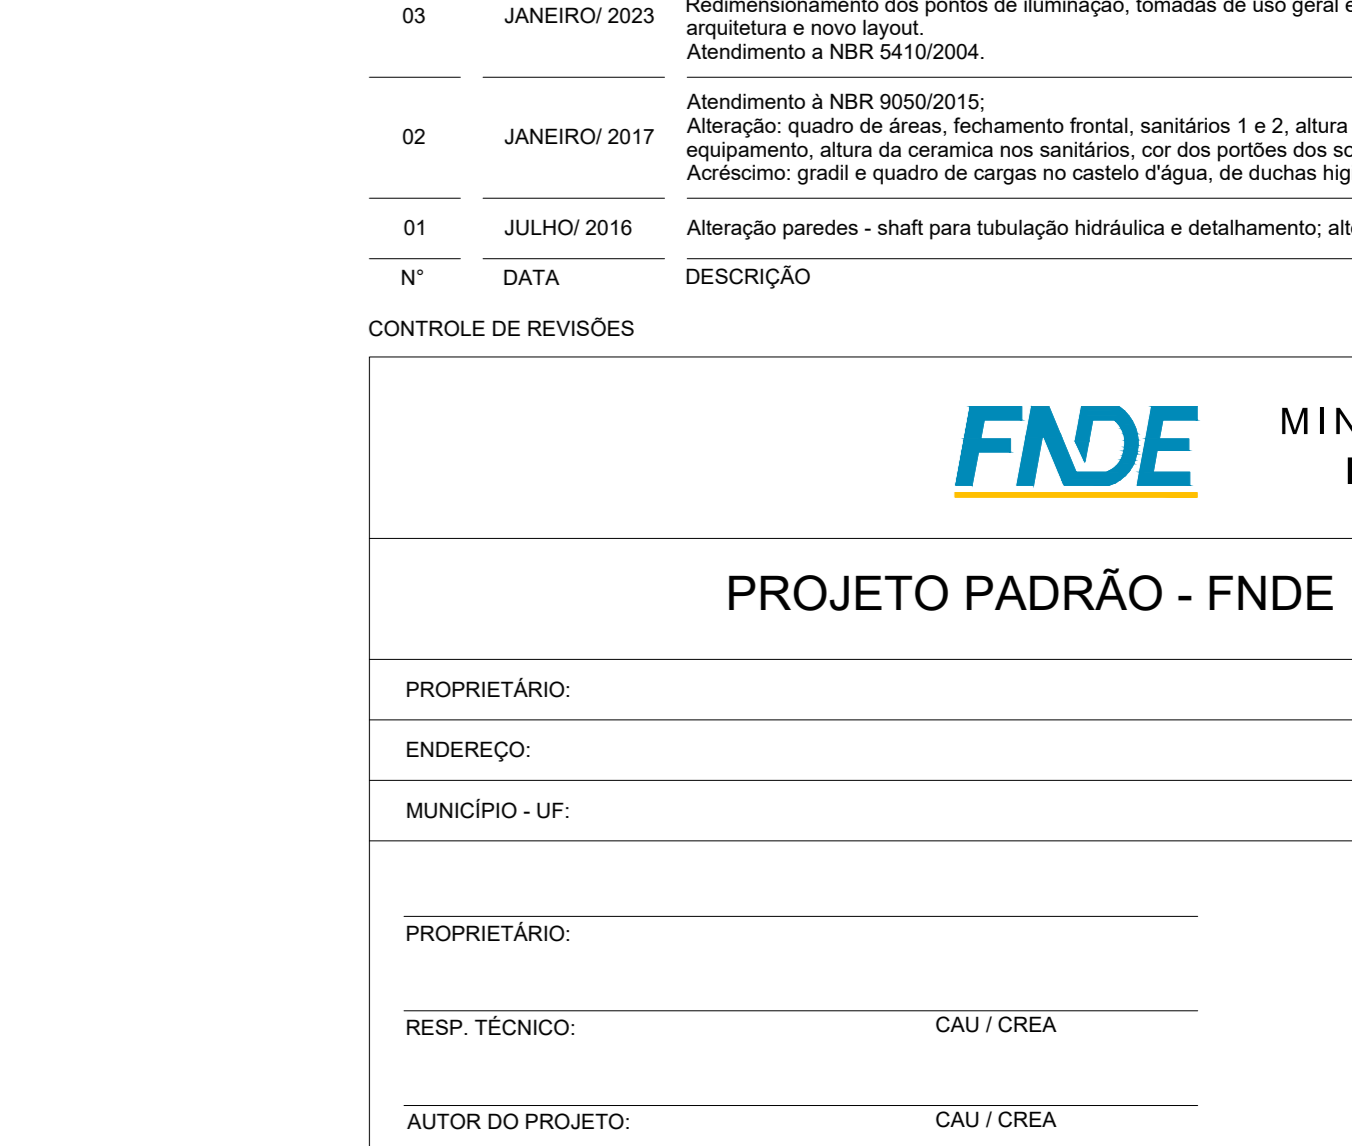 03 JANEIRO/ 2023 Redimensionamento dos pontos de iluminação, tomadas de uso geral e
arquitetura e novo layout.
Atendimento a NBR 5410/2004.
Atendimento à NBR 9050/2015;
02 JANEIRO/ 2017 Alteração: quadro de áreas, fechamento frontal, sanitários 1 e 2, altura
equipamento, altura da ceramica nos sanitários, cor dos portões dos
Acréscimo: gradil e quadro de cargas no castelo d'água, de duchas
01 JULHO/ 2016 Alteração paredes - shaft para tubulação hidráulica e detalhamento;
N° DATA DESCRIÇÃO
CONTROLE DE REVISÕES
FNDE
PROJETO PADRÃO - FNDE
PROPRIETÁRIO:
ENDEREÇO:
MUNICÍPIO - UF:
PROPRIETÁRIO:
RESP. TÉCNICO: CAU / CREA
AUTOR DO PROJETO: CAU / CREA